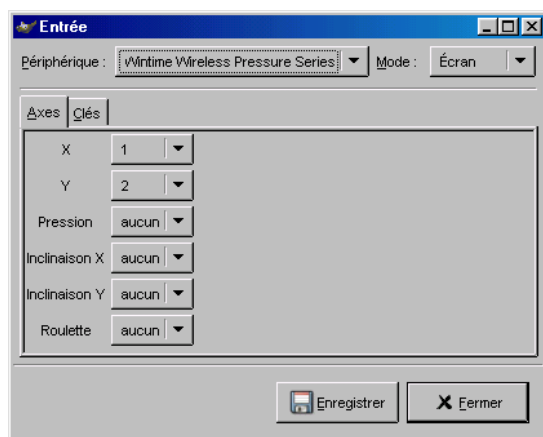 Entrée
Périphérique : Wintime Wireless Pressure Series Mode : Écran
Axes Clés
X 1
Y 2
Pression aucun
Inclinaison X aucun
Inclinaison Y aucun
Roulette aucun
Enregistrer Fermer